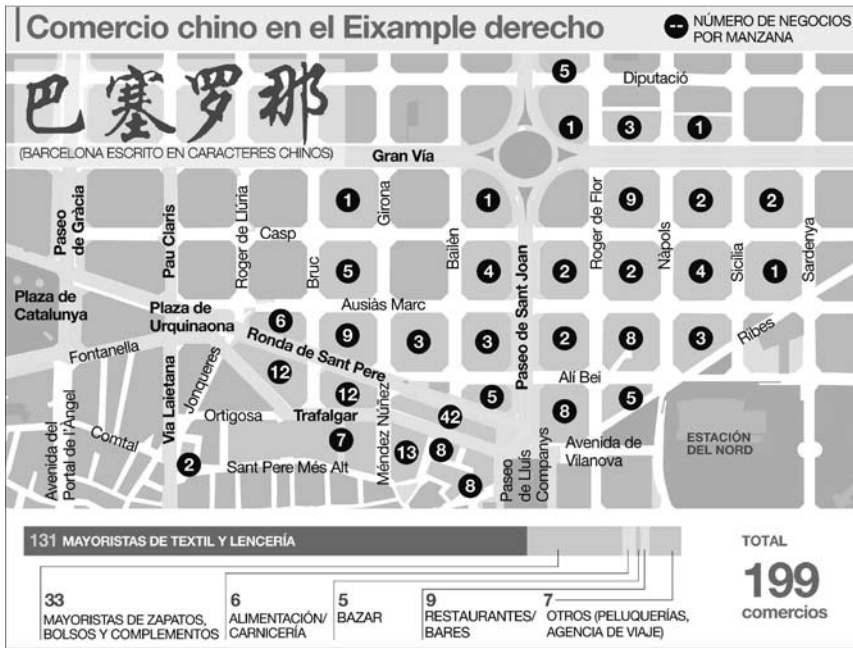 Comercio chino en el Eixample derecho
-- NÚMERO DE NEGOCIOS
POR MANZANA
巴塞罗那
(BARCELONA ESCRITO EN CARACTERES CHINOS)
5
Diputació
1
3
1
Gran Vía
Paseo
de Gràcia
Pau Claris
Roger de Llúria
Bruc
Girona
Bailèn
Paseo de Sant Joan
Roger de Flor
Nàpols
Sicilia
Sardenya
1
1
9
2
2
Casp
5
4
2
2
4
1
Plaza de
Catalunya
Plaza de
Urquinaona
Ausiàs Marc
6
9
3
3
2
8
3
Ribes
Fontanella
Ronda de Sant Pere
Alí Bei
12
12
5
5
Jonqueres
Via Laietana
Ortigosa
Trafalgar
Méndez Núñez
42
8
Avenida de
Vilanova
ESTACIÓN
DEL NORD
Avenida del
Portal de l'Àngel
Comtal
7
13
8
2
Sant Pere Més Alt
8
Paseo
de Lluís
Companys
131 MAYORISTAS DE TEXTIL Y LENCERÍA
33
MAYORISTAS DE ZAPATOS,
BOLSOS Y COMPLEMENTOS
6
ALIMENTACIÓN/
CARNICERÍA
5
BAZAR
9
RESTAURANTES/
BARES
7
OTROS (PELUQUERÍAS,
AGENCIA DE VIAJE)
TOTAL
199
comercios